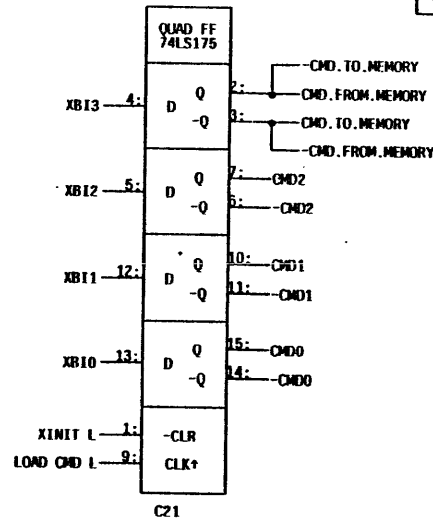 QUAD FF
74LS175
-CMD.TO.MEMORY
2:
CMD.FROM.MEMORY
XBI3 4: D Q
-Q
3:
CMD.TO.MEMORY
-CMD.FROM.MEMORY
XBI2 5: D Q 7: CMD2
-Q 6: -CMD2
XBI1 12: D Q 10: CMD1
-Q 11: -CMD1
XBI0 13: D Q 15: CMD0
-Q 14: -CMD0
XINIT L 1: -CLR
LOAD CMD L 9: CLK↑
C21